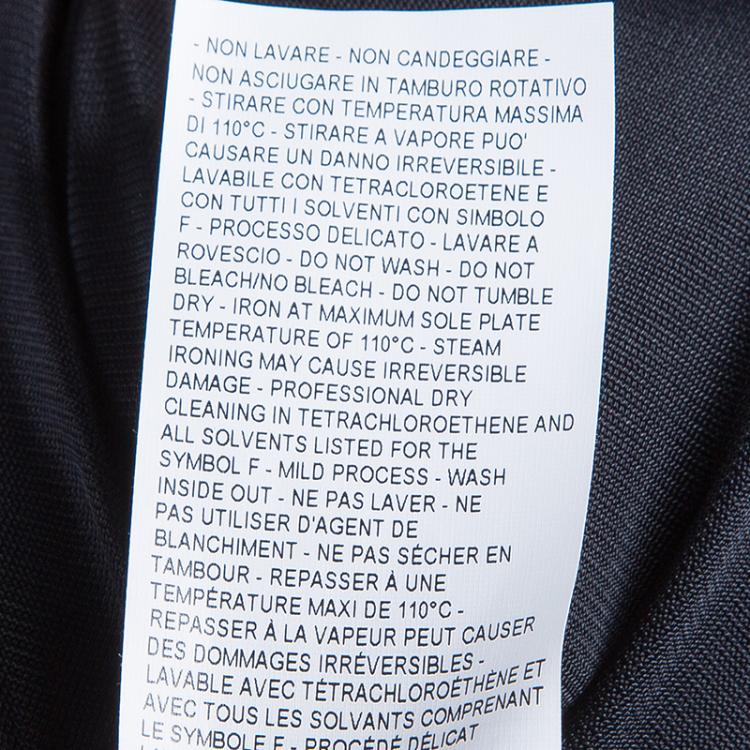 - NON LAVARE - NON CANDEGGIARE -
NON ASCIUGARE IN TAMBURO ROTATIVO
- STIRARE CON TEMPERATURA MASSIMA
DI 110°C - STIRARE A VAPORE PUO'
CAUSARE UN DANNO IRREVERSIBILE -
LAVABILE CON TETRACLOROETENE E
CON TUTTI I SOLVENTI CON SIMBOLO
F - PROCESSO DELICATO - LAVARE A
ROVESCIO - DO NOT WASH - DO NOT
BLEACH/NO BLEACH - DO NOT TUMBLE
DRY - IRON AT MAXIMUM SOLE PLATE
TEMPERATURE OF 110°C - STEAM
IRONING MAY CAUSE IRREVERSIBLE
DAMAGE - PROFESSIONAL DRY
CLEANING IN TETRACHLOROETHENE AND
ALL SOLVENTS LISTED FOR THE
SYMBOL F - MILD PROCESS - WASH
INSIDE OUT - NE PAS LAVER - NE
PAS UTILISER D'AGENT DE
BLANCHIMENT - NE PAS SÉCHER EN
TAMBOUR - REPASSER À UNE
TEMPÉRATURE MAXI DE 110°C -
REPASSER À LA VAPEUR PEUT CAUSER
DES DOMMAGES IRRÉVERSIBLES -
LAVABLE AVEC TÉTRACHLOROÉTHÈNE ET
AVEC TOUS LES SOLVANTS COMPRENANT
LE SYMBOLE F - PROCÉDÉ DÉLICAT